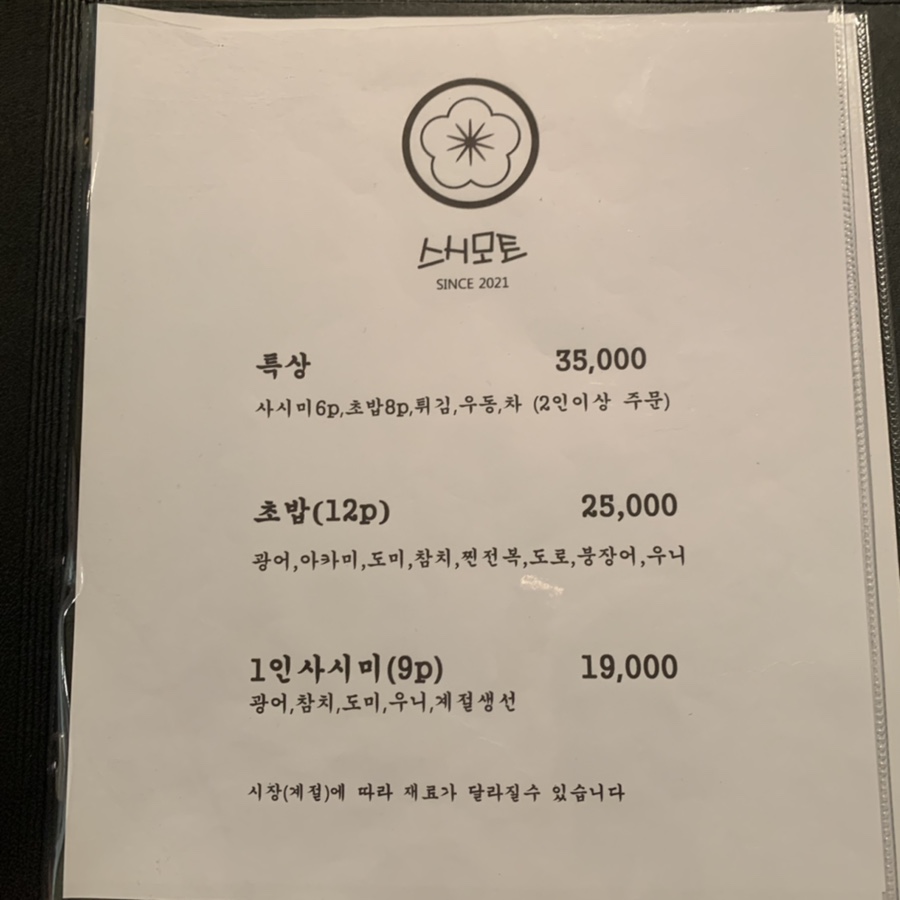 스시모토
SINCE 2021
특상 35,000
사시미6p,초밥8p,튀김,우동,차 (2인이상 주문)
초밥(12p) 25,000
광어,아카미,도미,참치,찐전복,도로,붕장어,우니
1인사시미(9p) 19,000
광어,참치,도미,우니,계절생선
시장(계절)에 따라 재료가 달라질수 있습니다